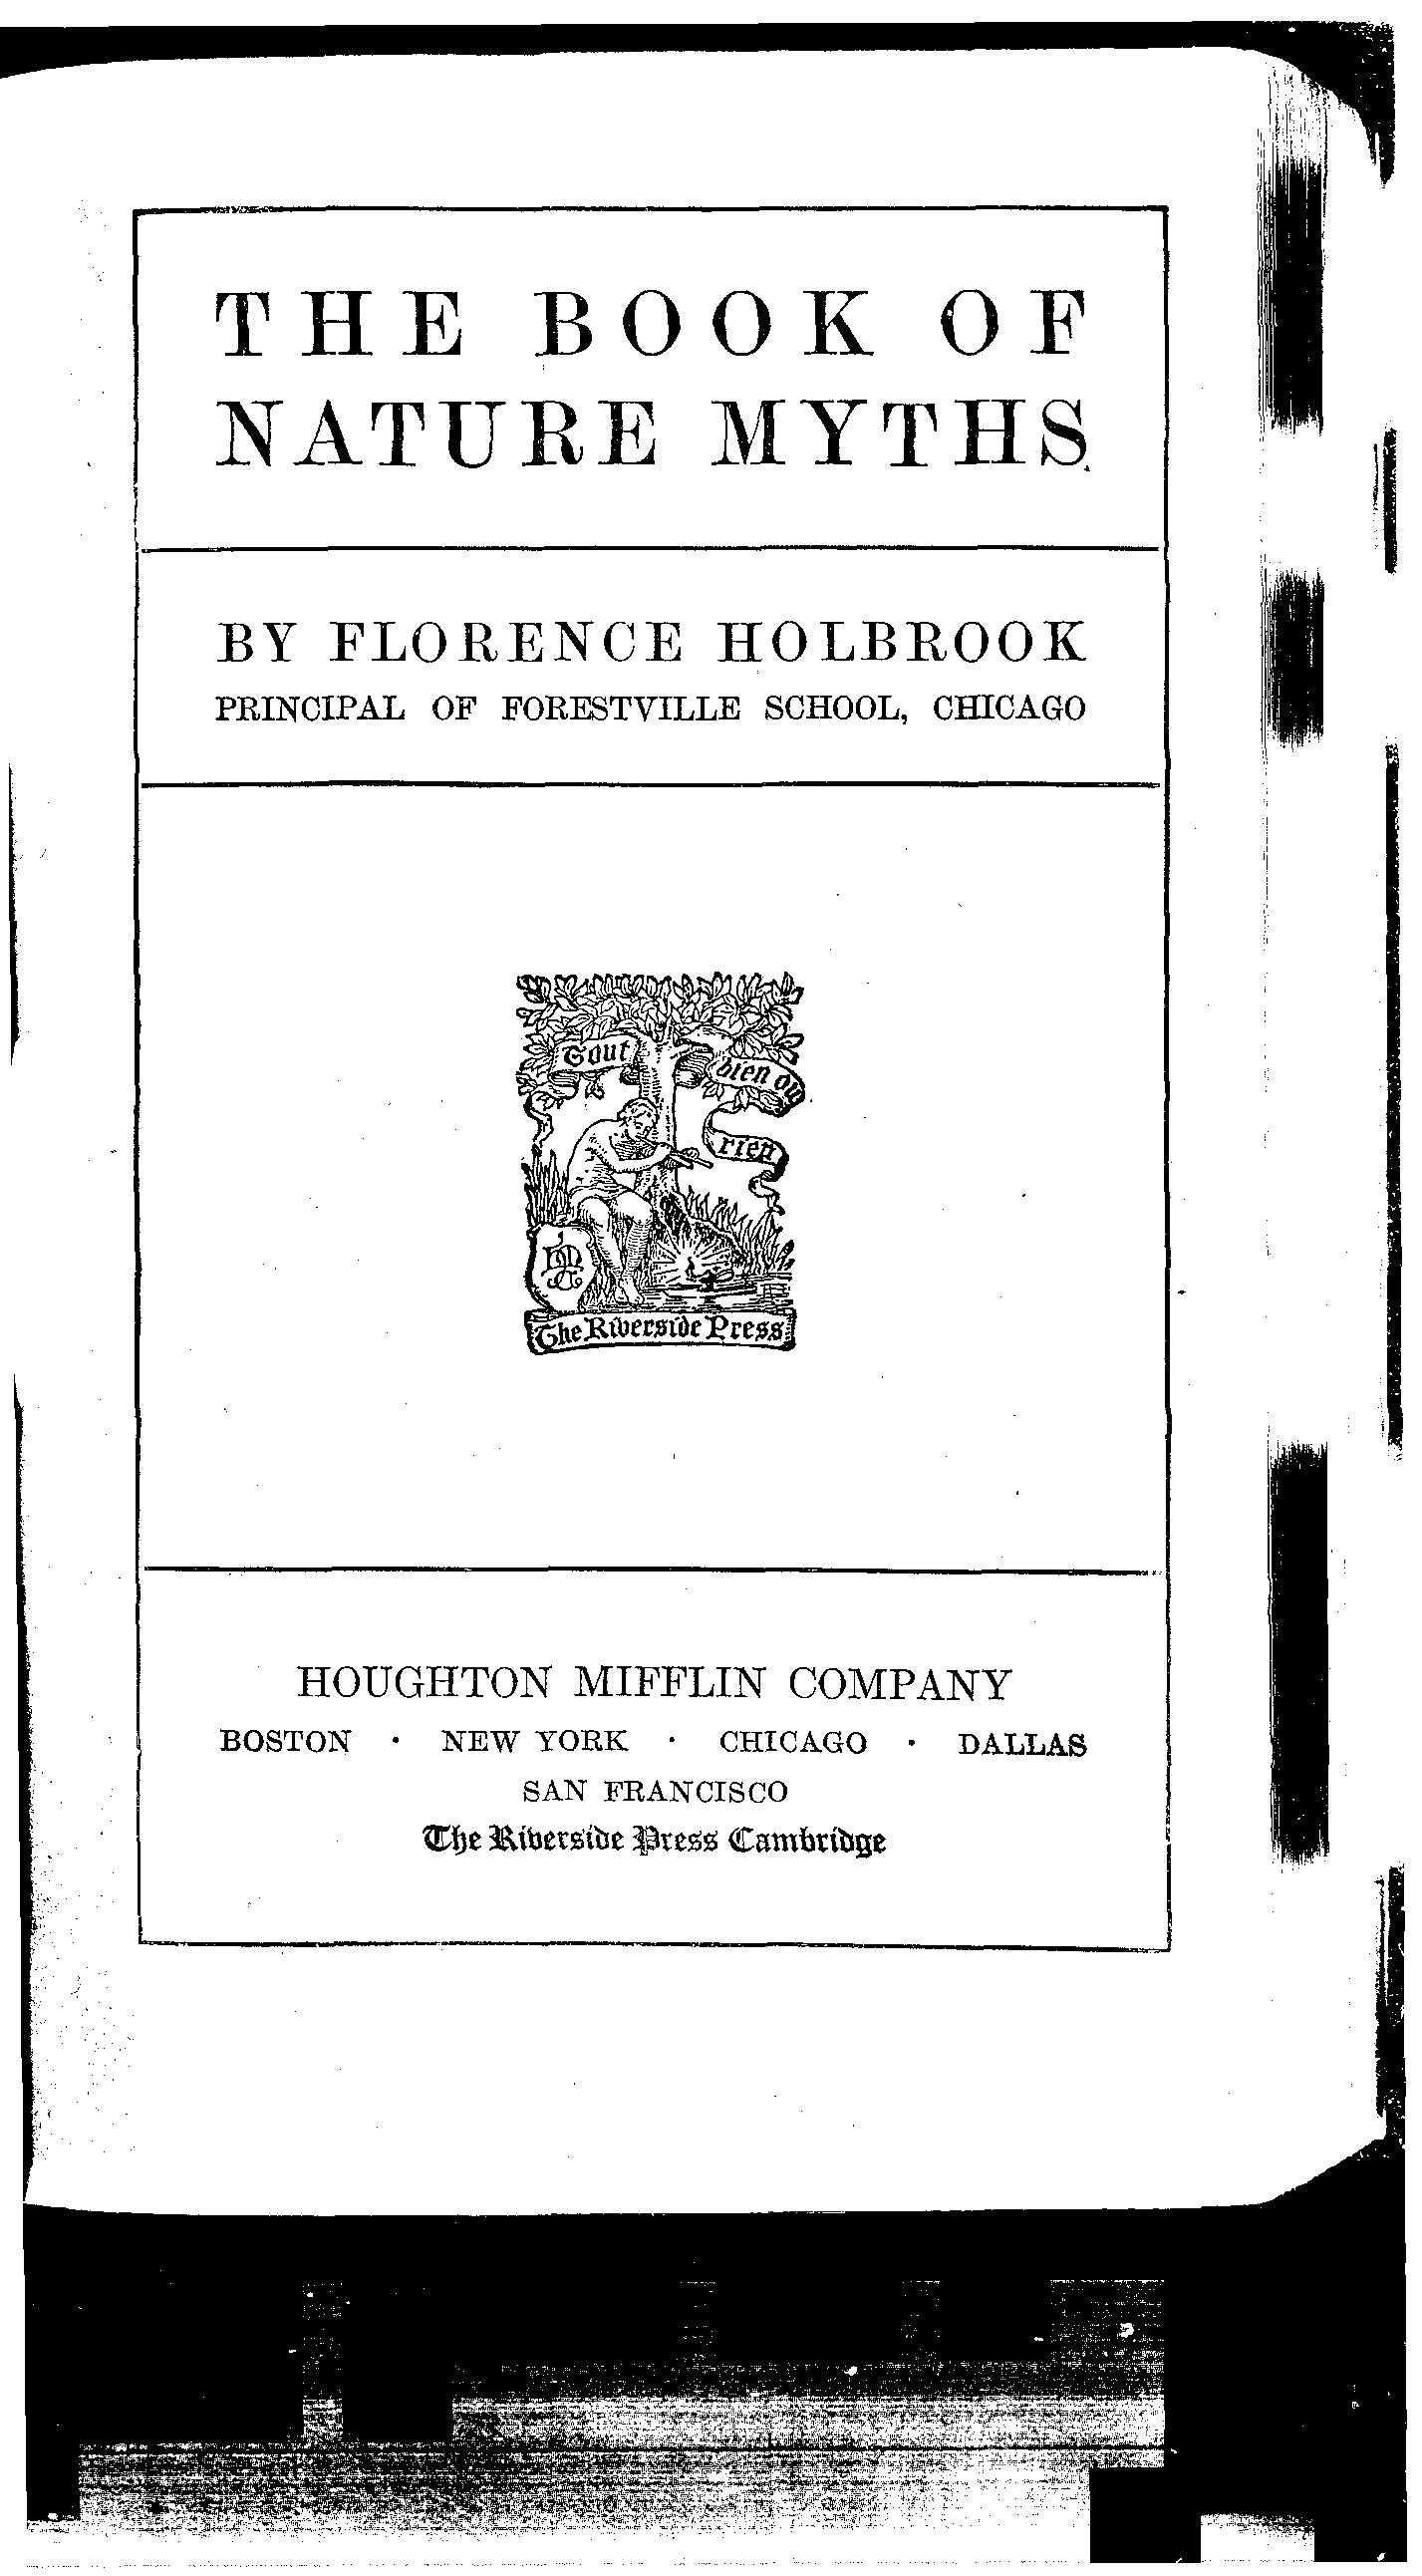 THE BOOK OF
NATURE MYTHS
BY FLORENCE HOLBROOK
PRINCIPAL OF FORESTVILLE SCHOOL, CHICAGO
Tout
bien ou
rien
The Riverside Press
HOUGHTON MIFFLIN COMPANY
BOSTON · NEW YORK · CHICAGO · DALLAS
SAN FRANCISCO
The Riverside Press Cambridge